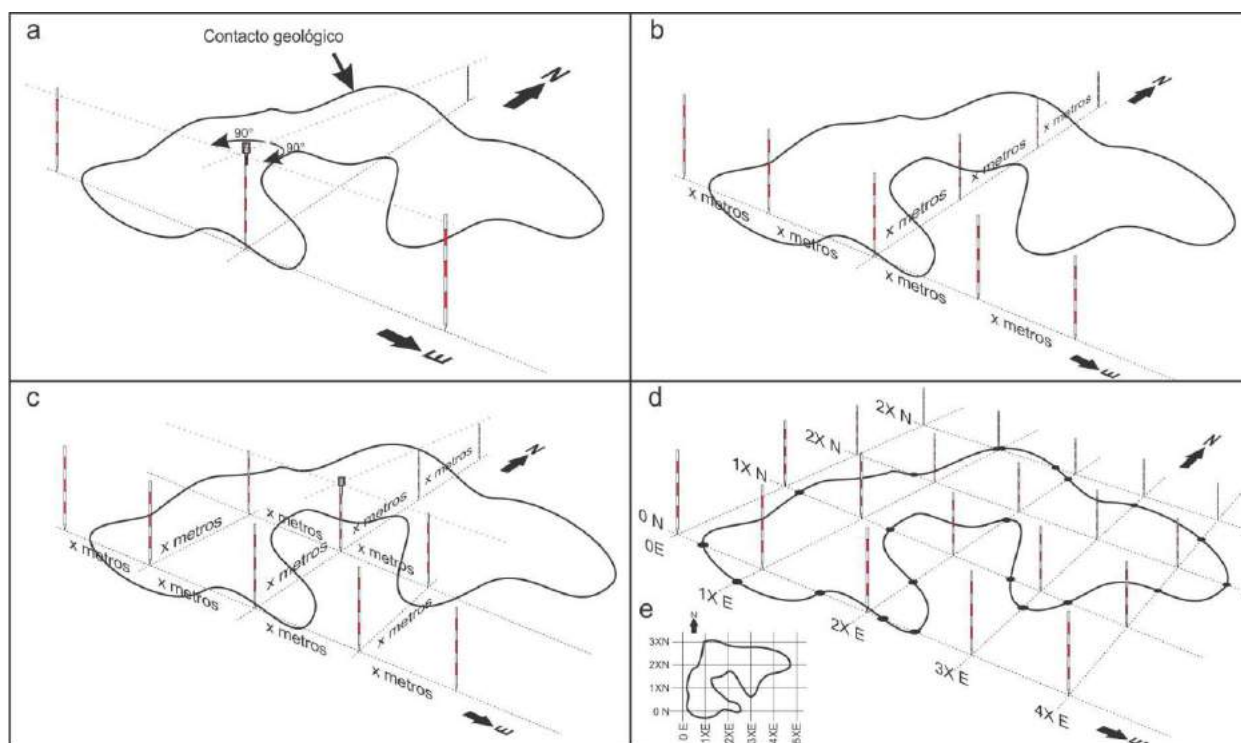 a
Contacto geológico
N
90°
90°
E
b
N
x metros
x metros
x metros
x metros
x metros
x metros
x metros
E
c
N
x metros
x metros
x metros
x metros
x metros
x metros
x metros
x metros
x metros
x metros
x metros
E
d
2X N
2X N
1X N
0 N
0E
1X E
2X E
3X E
4X E
N
E
e
N
3XN
2XN
1XN
0 N
0 E
1XE
2XE
3XE
4XE
5XE